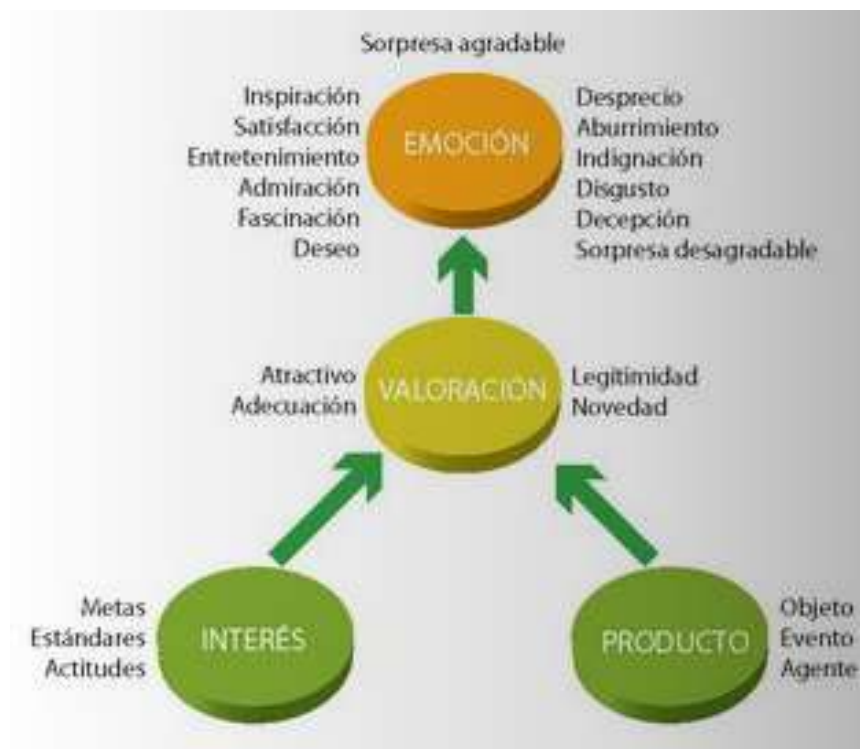 Sorpresa agradable
Inspiración
Satisfacción
Entretenimiento
Admiración
Fascinación
Deseo
EMOCIÓN
Desprecio
Aburrimiento
Indignación
Disgusto
Decepción
Sorpresa desagradable
Atractivo
Adecuación
VALORACIÓN
Legitimidad
Novedad
Metas
Estándares
Actitudes
INTERÉS
PRODUCTO
Objeto
Evento
Agente